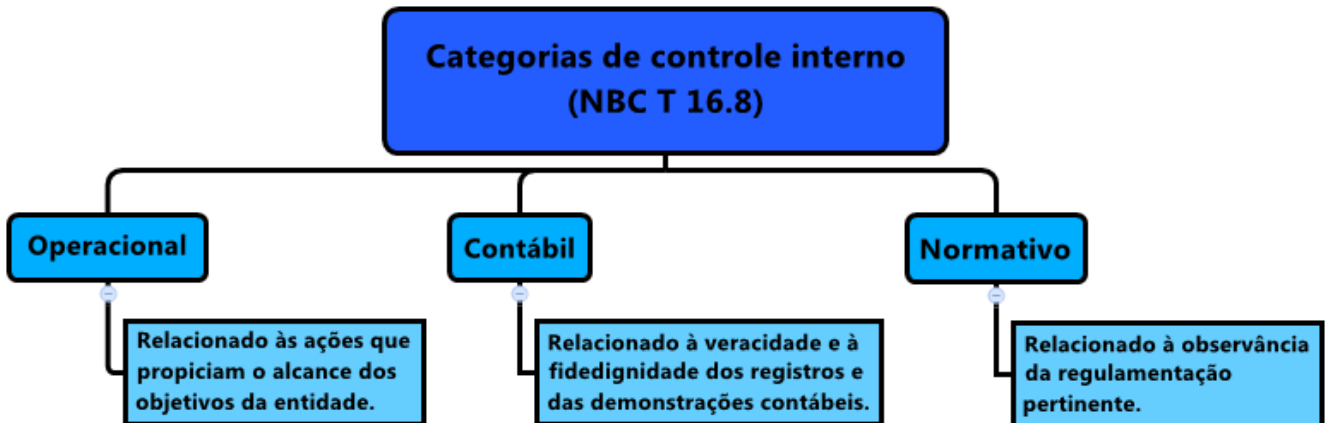 Categorias de controle interno
(NBC T 16.8)
Operacional
Contábil
Normativo
Relacionado às ações que
propiciam o alcance dos
objetivos da entidade.
Relacionado à veracidade e à
fidedignidade dos registros e
das demonstrações contábeis.
Relacionado à observância
da regulamentação
pertinente.